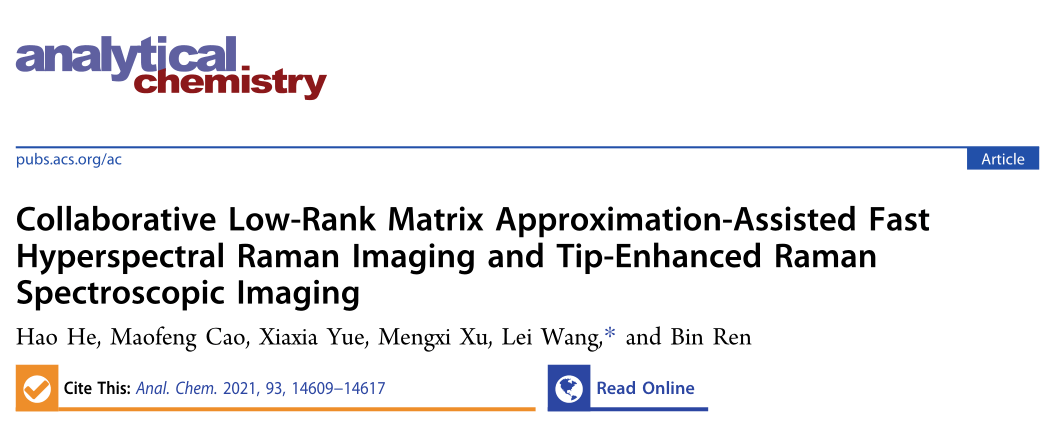 analytical
chemistry
pubs.acs.org/ac
Article
Collaborative Low-Rank Matrix Approximation-Assisted Fast
Hyperspectral Raman Imaging and Tip-Enhanced Raman
Spectroscopic Imaging
Hao He, Maofeng Cao, Xiaxia Yue, Mengxi Xu, Lei Wang,* and Bin Ren
Cite This: Anal. Chem. 2021, 93, 14609−14617
Read Online